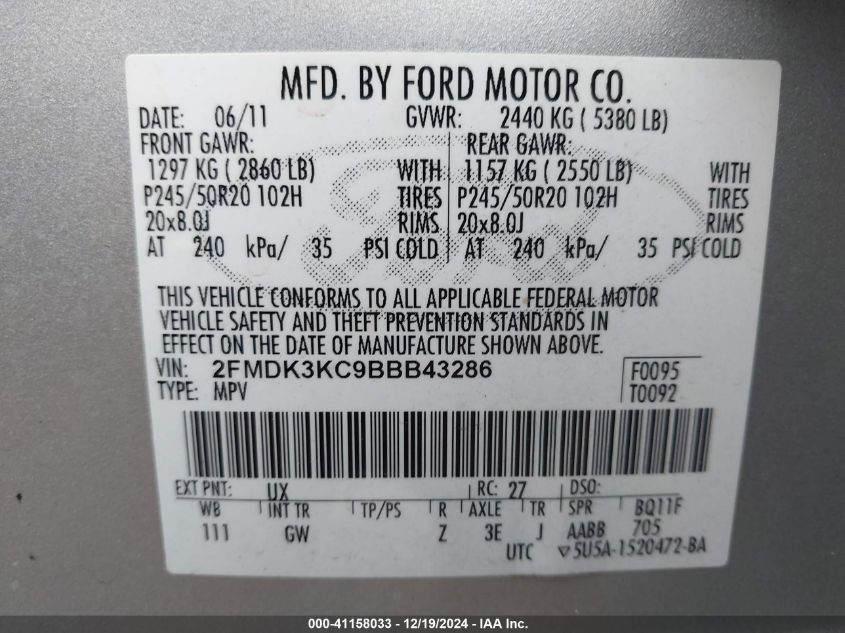 MFD. BY FORD MOTOR CO.
DATE: 06/11 GVWR: 2440 KG ( 5380 LB)
FRONT GAWR: REAR GAWR:
1297 KG ( 2860 LB) WITH 1157 KG ( 2550 LB) WITH
P245/50R20 102H TIRES P245/50R20 102H TIRES
20x8.0J RIMS 20x8.0J RIMS
AT 240 kPa/ 35 PSI COLD AT 240 kPa/ 35 PSI COLD
Ford
THIS VEHICLE CONFORMS TO ALL APPLICABLE FEDERAL MOTOR
VEHICLE SAFETY AND THEFT PREVENTION STANDARDS IN
EFFECT ON THE DATE OF MANUFACTURE SHOWN ABOVE.
VIN: 2FMDK3KC9BBB43286 F0095
TYPE: MPV T0092
EXT PNT: UX RC: 27 DSO:
WB INT TR TP/PS R AXLE TR SPR BQ11F
111 GW Z 3E J AABB 705
UTC ▽5U5A-1520472-BA
000-41158033 - 12/19/2024 - IAA Inc.